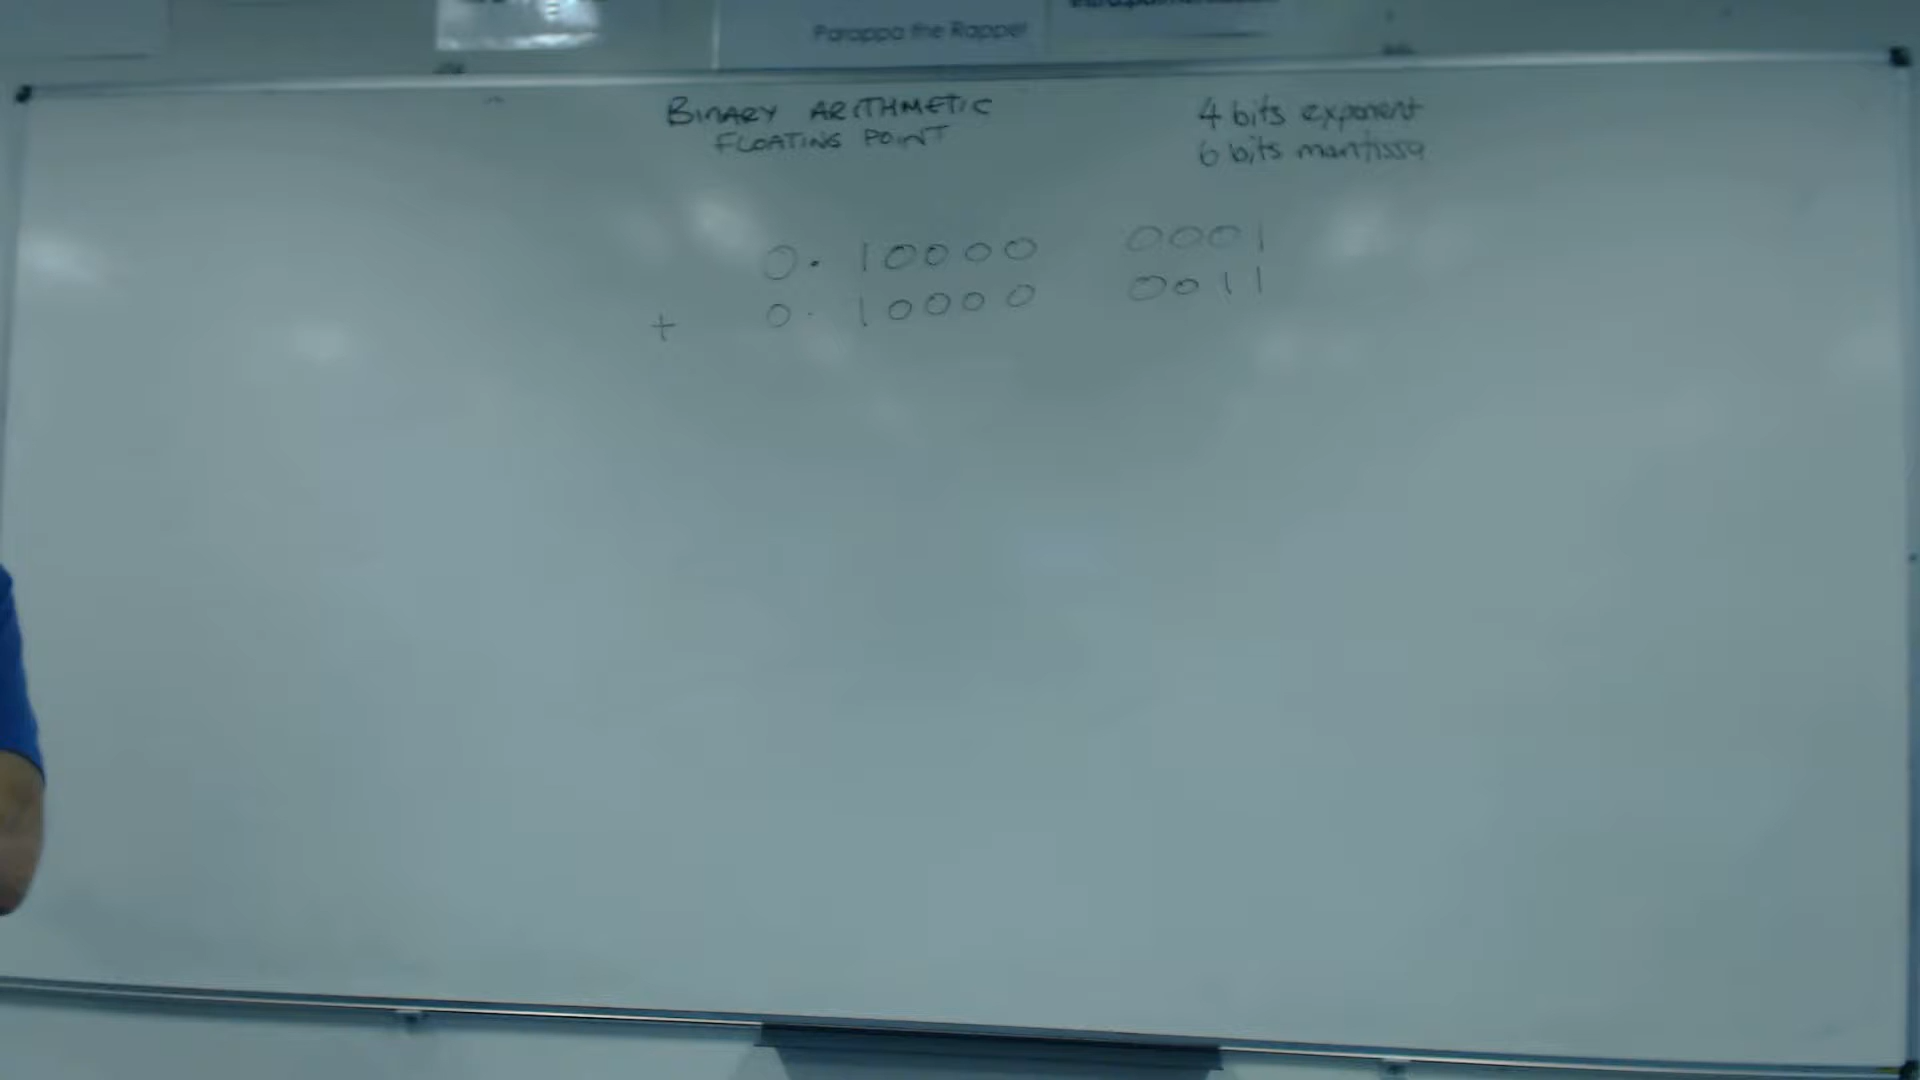 Parappa the Rapper
BINARY ARITHMETIC
FLOATING POINT
4 bits exponent
6 bits mantissa
0. 10000 0001
+ 0. 10000 0011